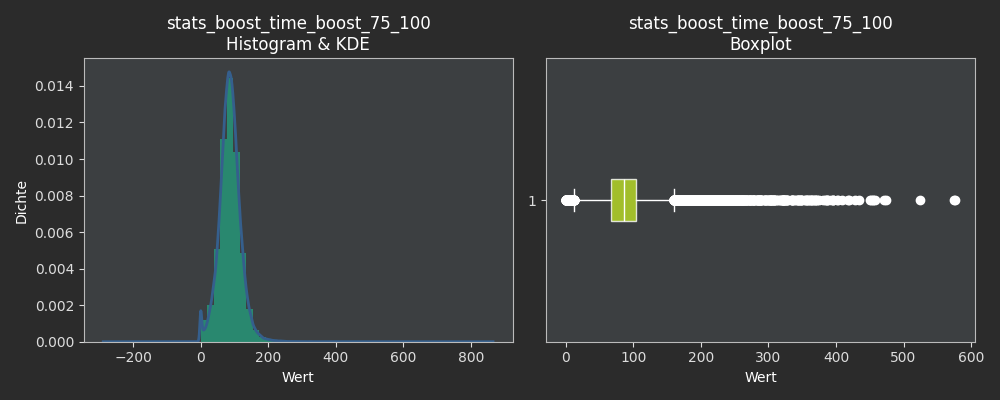 stats_boost_time_boost_75_100
Histogram & KDE
Dichte
0.014
0.012
0.010
0.008
0.006
0.004
0.002
0.000
−200 0 200 400 600 800
Wert
stats_boost_time_boost_75_100
Boxplot
1
0 100 200 300 400 500 600
Wert